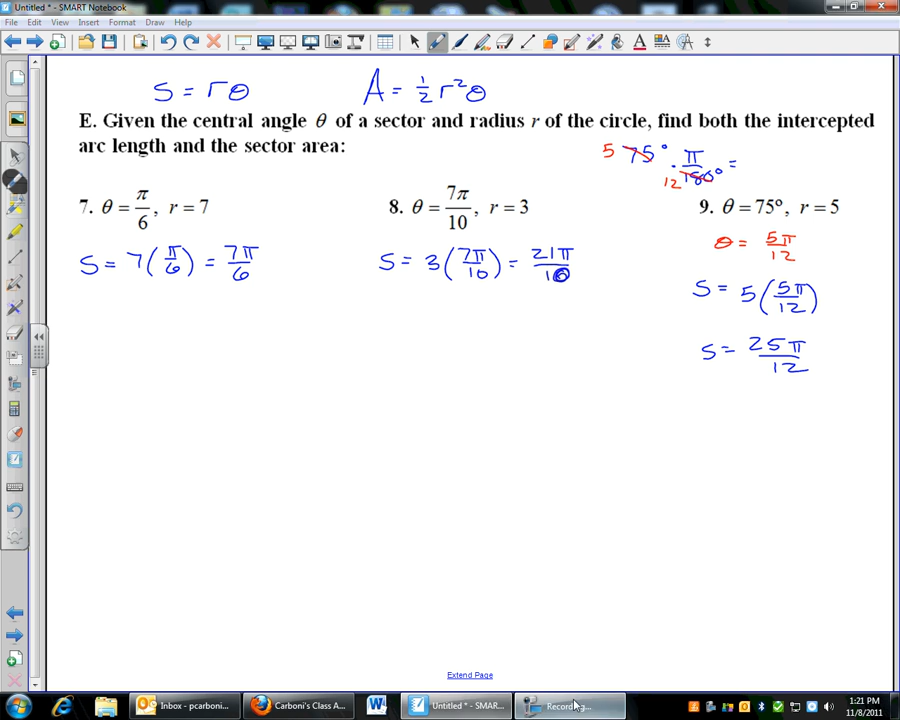 Untitled * - SMART Notebook
File Edit View Insert Format Tools Draw Help
S = rθ
A = 1/2 r²θ
E. Given the central angle θ of a sector and radius r of the circle, find both the intercepted
arc length and the sector area:
5 75° · π/180° =
12
7. θ = π/6, r = 7
8. θ = 7π/10, r = 3
9. θ = 75°, r = 5
θ = 5π/12
S = 7(π/6) = 7π/6
S = 3(7π/10) = 21π/10
S = 5(5π/12)
S = 25π/12
Extend Page
Inbox - pcarboni...
Carboni's Class A...
Untitled * - SMAR...
Recording...
1:21 PM
11/8/2011